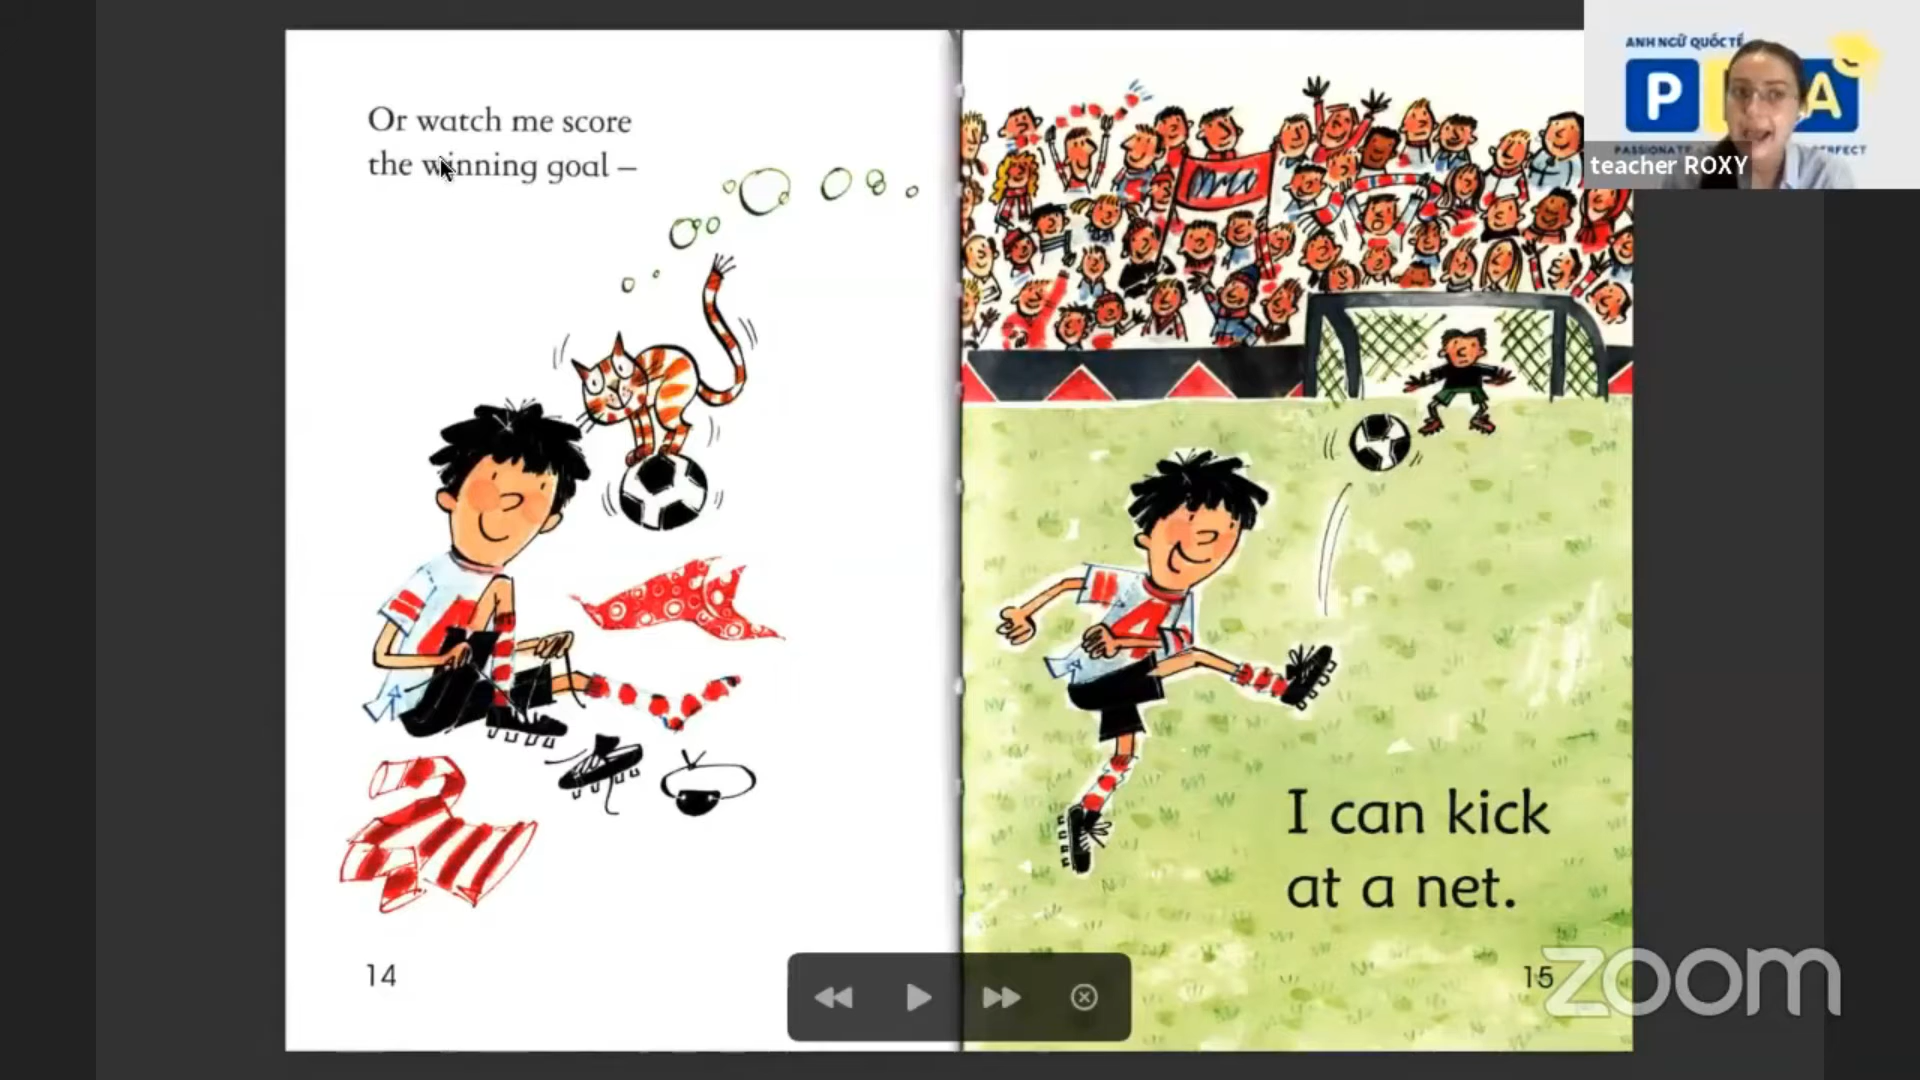 Or watch me score
the winning goal –
14
I can kick
at a net.
15
ANH NGỮ QUỐC TẾ
P A
PASSIONATE
teacher ROXY
zoom